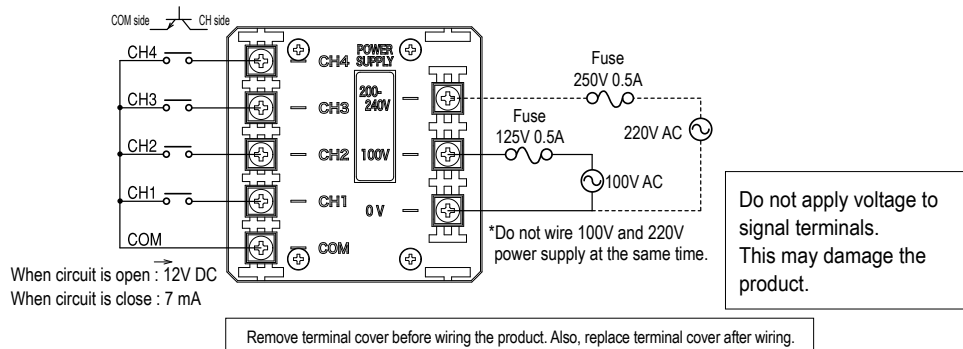 COM side CH side
CH4
CH3
CH2
CH1
COM
When circuit is open : 12V DC
When circuit is close : 7 mA
POWER
SUPPLY
CH4
200-
240V
CH3
CH2 100V
CH1
0 V
COM
Fuse
250V 0.5A
Fuse
125V 0.5A
220V AC
100V AC
*Do not wire 100V and 220V
power supply at the same time.
Do not apply voltage to
signal terminals.
This may damage the
product.
Remove terminal cover before wiring the product. Also, replace terminal cover after wiring.